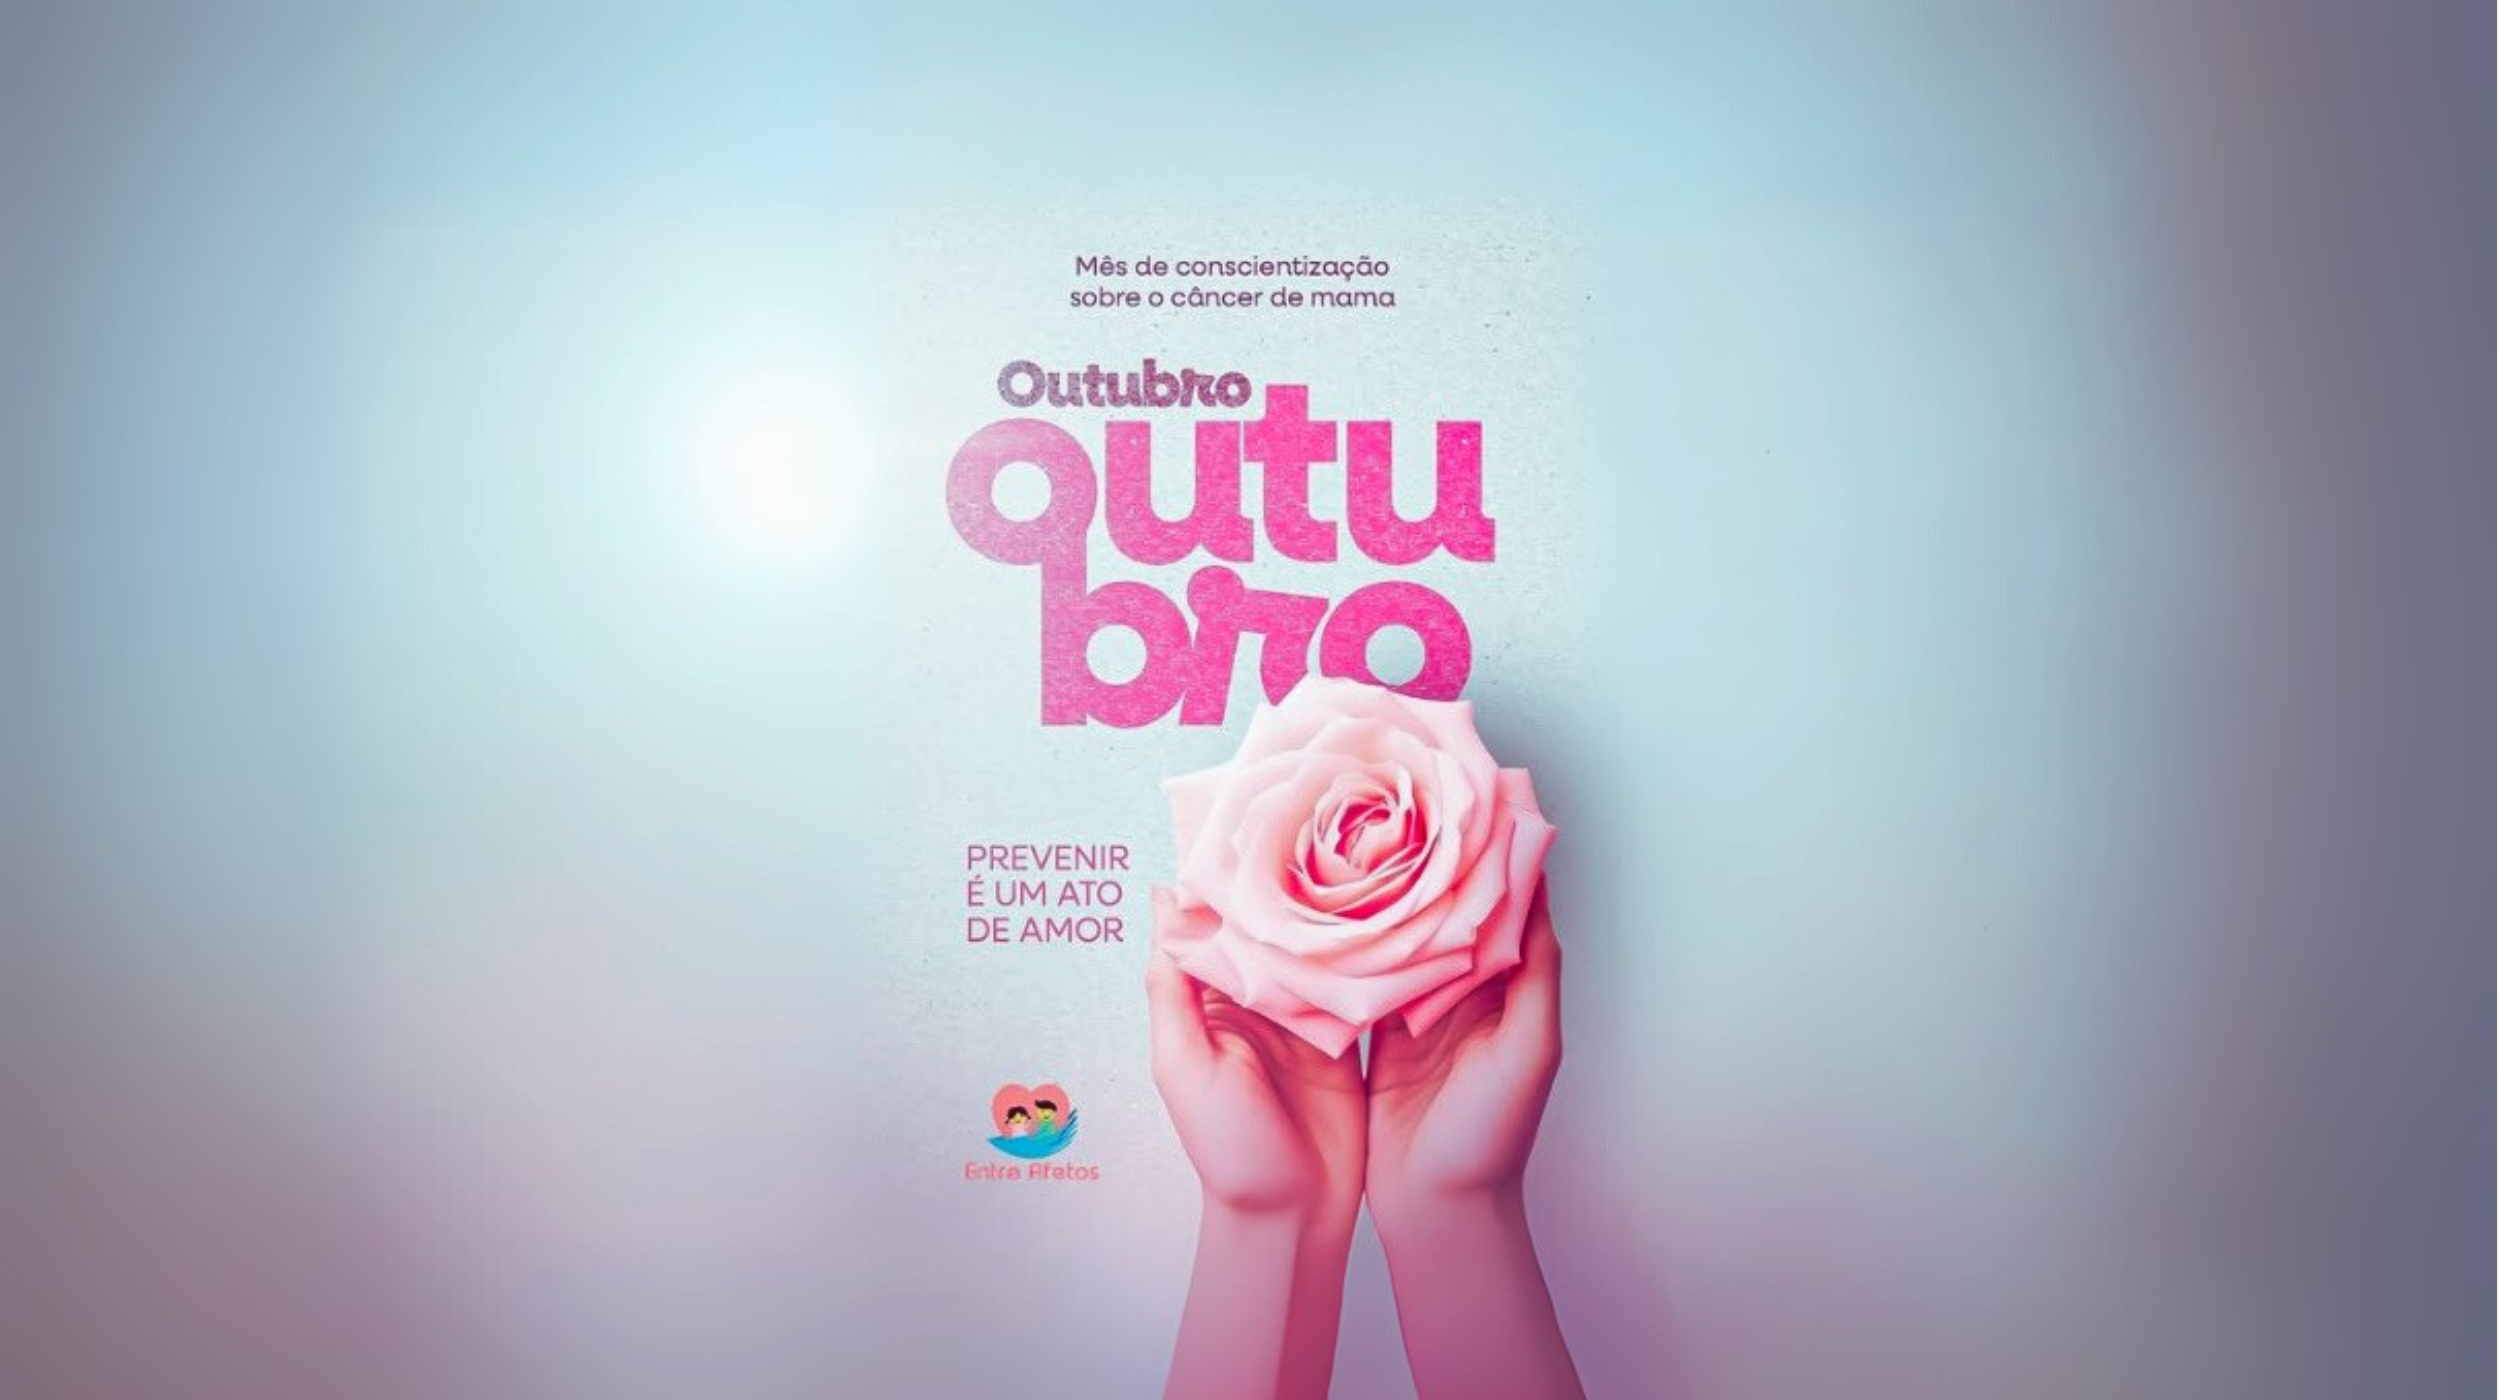 Mês de conscientização
sobre o câncer de mama
Outubro
outu
bro
PREVENIR
É UM ATO
DE AMOR
Entre Afetos